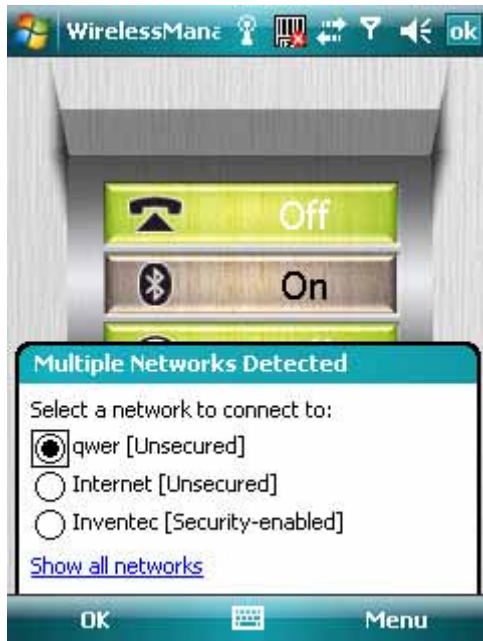 WirelessMana
ok
Off
On
Multiple Networks Detected
Select a network to connect to:
qwer [Unsecured]
Internet [Unsecured]
Inventec [Security-enabled]
Show all networks
OK
Menu